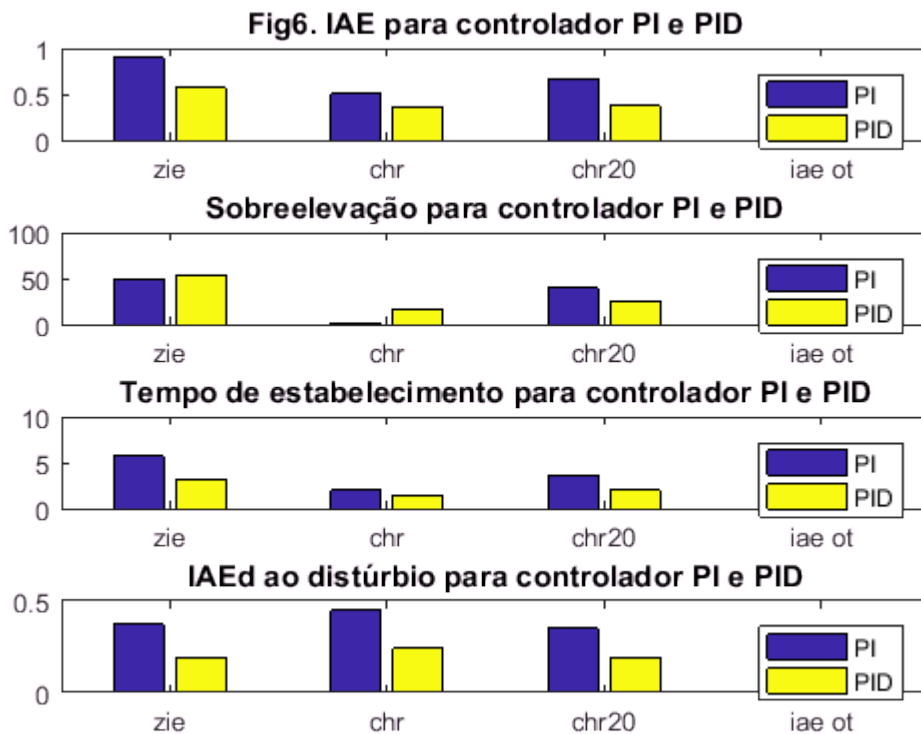 Fig6. IAE para controlador PI e PID
1
0.5
0
PI
PID
zie chr chr20 iae ot
Sobreelevação para controlador PI e PID
100
50
0
PI
PID
zie chr chr20 iae ot
Tempo de estabelecimento para controlador PI e PID
10
5
0
PI
PID
zie chr chr20 iae ot
IAEd ao distúrbio para controlador PI e PID
0.5
0
PI
PID
zie chr chr20 iae ot